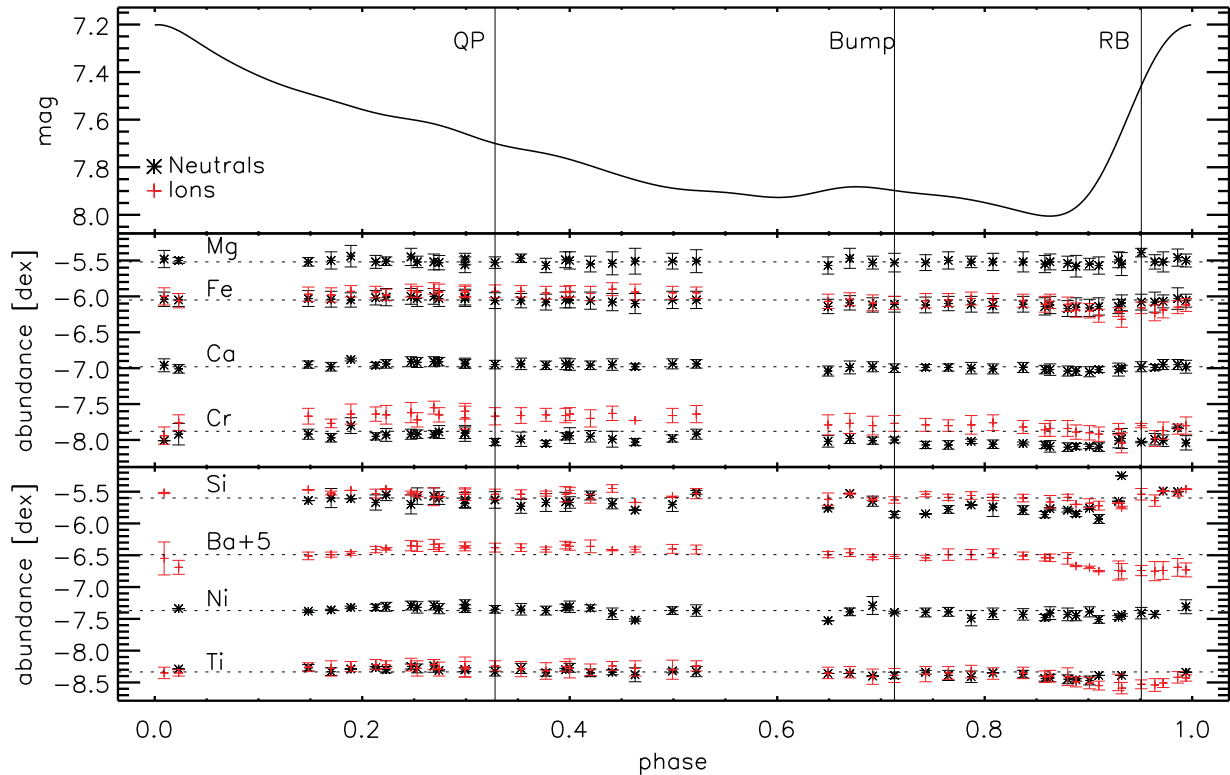 7.2
7.4
7.6
7.8
8.0
mag
QP
Bump
RB
Neutrals
Ions
−5.5
−6.0
−6.5
−7.0
−7.5
−8.0
abundance [dex]
Mg
Fe
Ca
Cr
−5.5
−6.0
−6.5
−7.0
−7.5
−8.0
−8.5
abundance [dex]
Si
Ba+5
Ni
Ti
0.0 0.2 0.4 0.6 0.8 1.0
phase